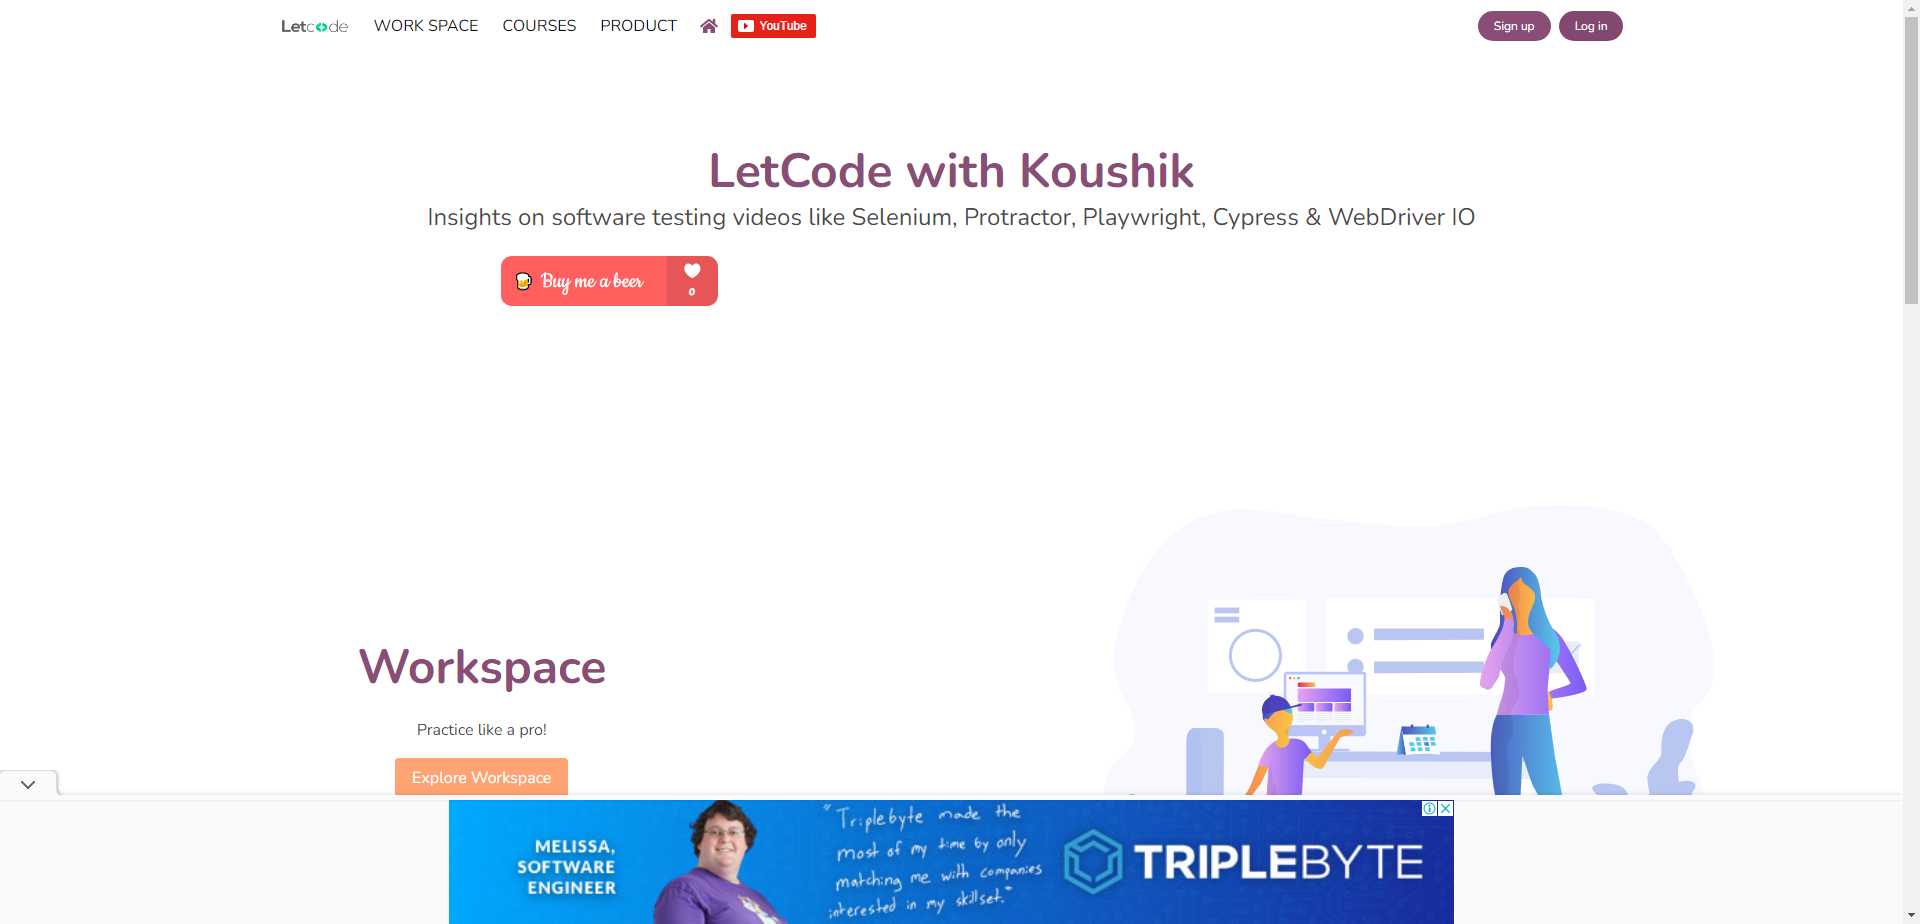 Letcode WORK SPACE COURSES PRODUCT YouTube Sign up Log in
LetCode with Koushik
Insights on software testing videos like Selenium, Protractor, Playwright, Cypress & WebDriver IO
Buy me a beer 0
Workspace
Practice like a pro!
Explore Workspace
MELISSA,
SOFTWARE
ENGINEER
"Triplebyte made the
most of my time by only
matching me with companies
interested in my skillset."
TRIPLEBYTE